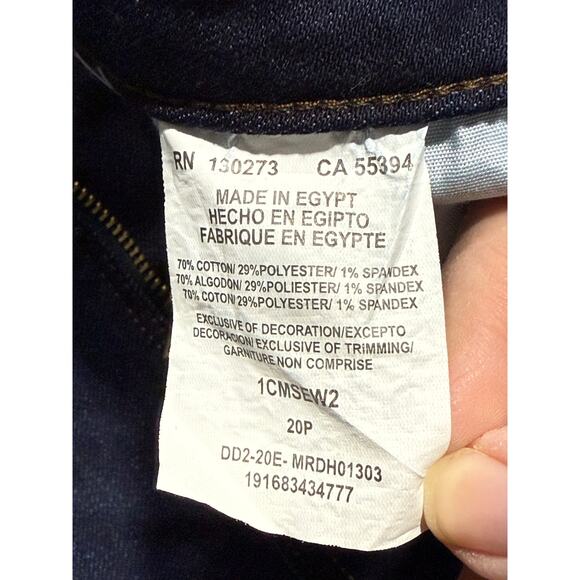 RN 130273 CA 55394
MADE IN EGYPT
HECHO EN EGIPTO
FABRIQUE EN EGYPTE
70% COTTON/ 29%POLYESTER/ 1% SPANDEX
70% ALGODON/ 29% POLIESTER/ 1% SPANDEX
70% COTON/ 29% POLYESTER/ 1% SPANDEX
EXCLUSIVE OF DECORATION/EXCEPTO
DECORACION/ EXCLUSIVE OF TRIMMING/
GARNITURE NON COMPRISE
1CMSEW2
20P
DD2-20E- MRDH01303
191683434777